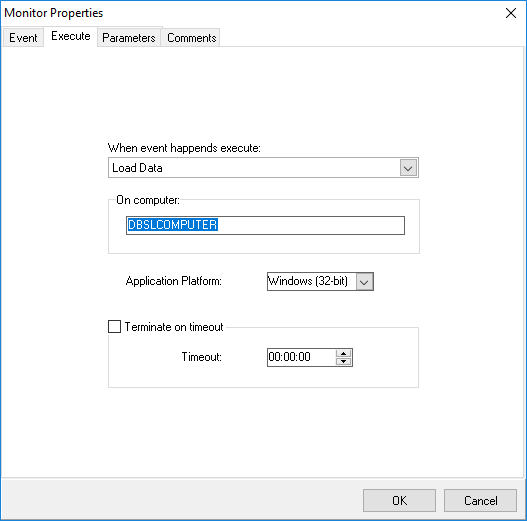 Monitor Properties
Event Execute Parameters Comments
When event happends execute:
Load Data
On computer:
DBSLCOMPUTER
Application Platform: Windows (32-bit)
Terminate on timeout
Timeout: 00:00:00
OK Cancel